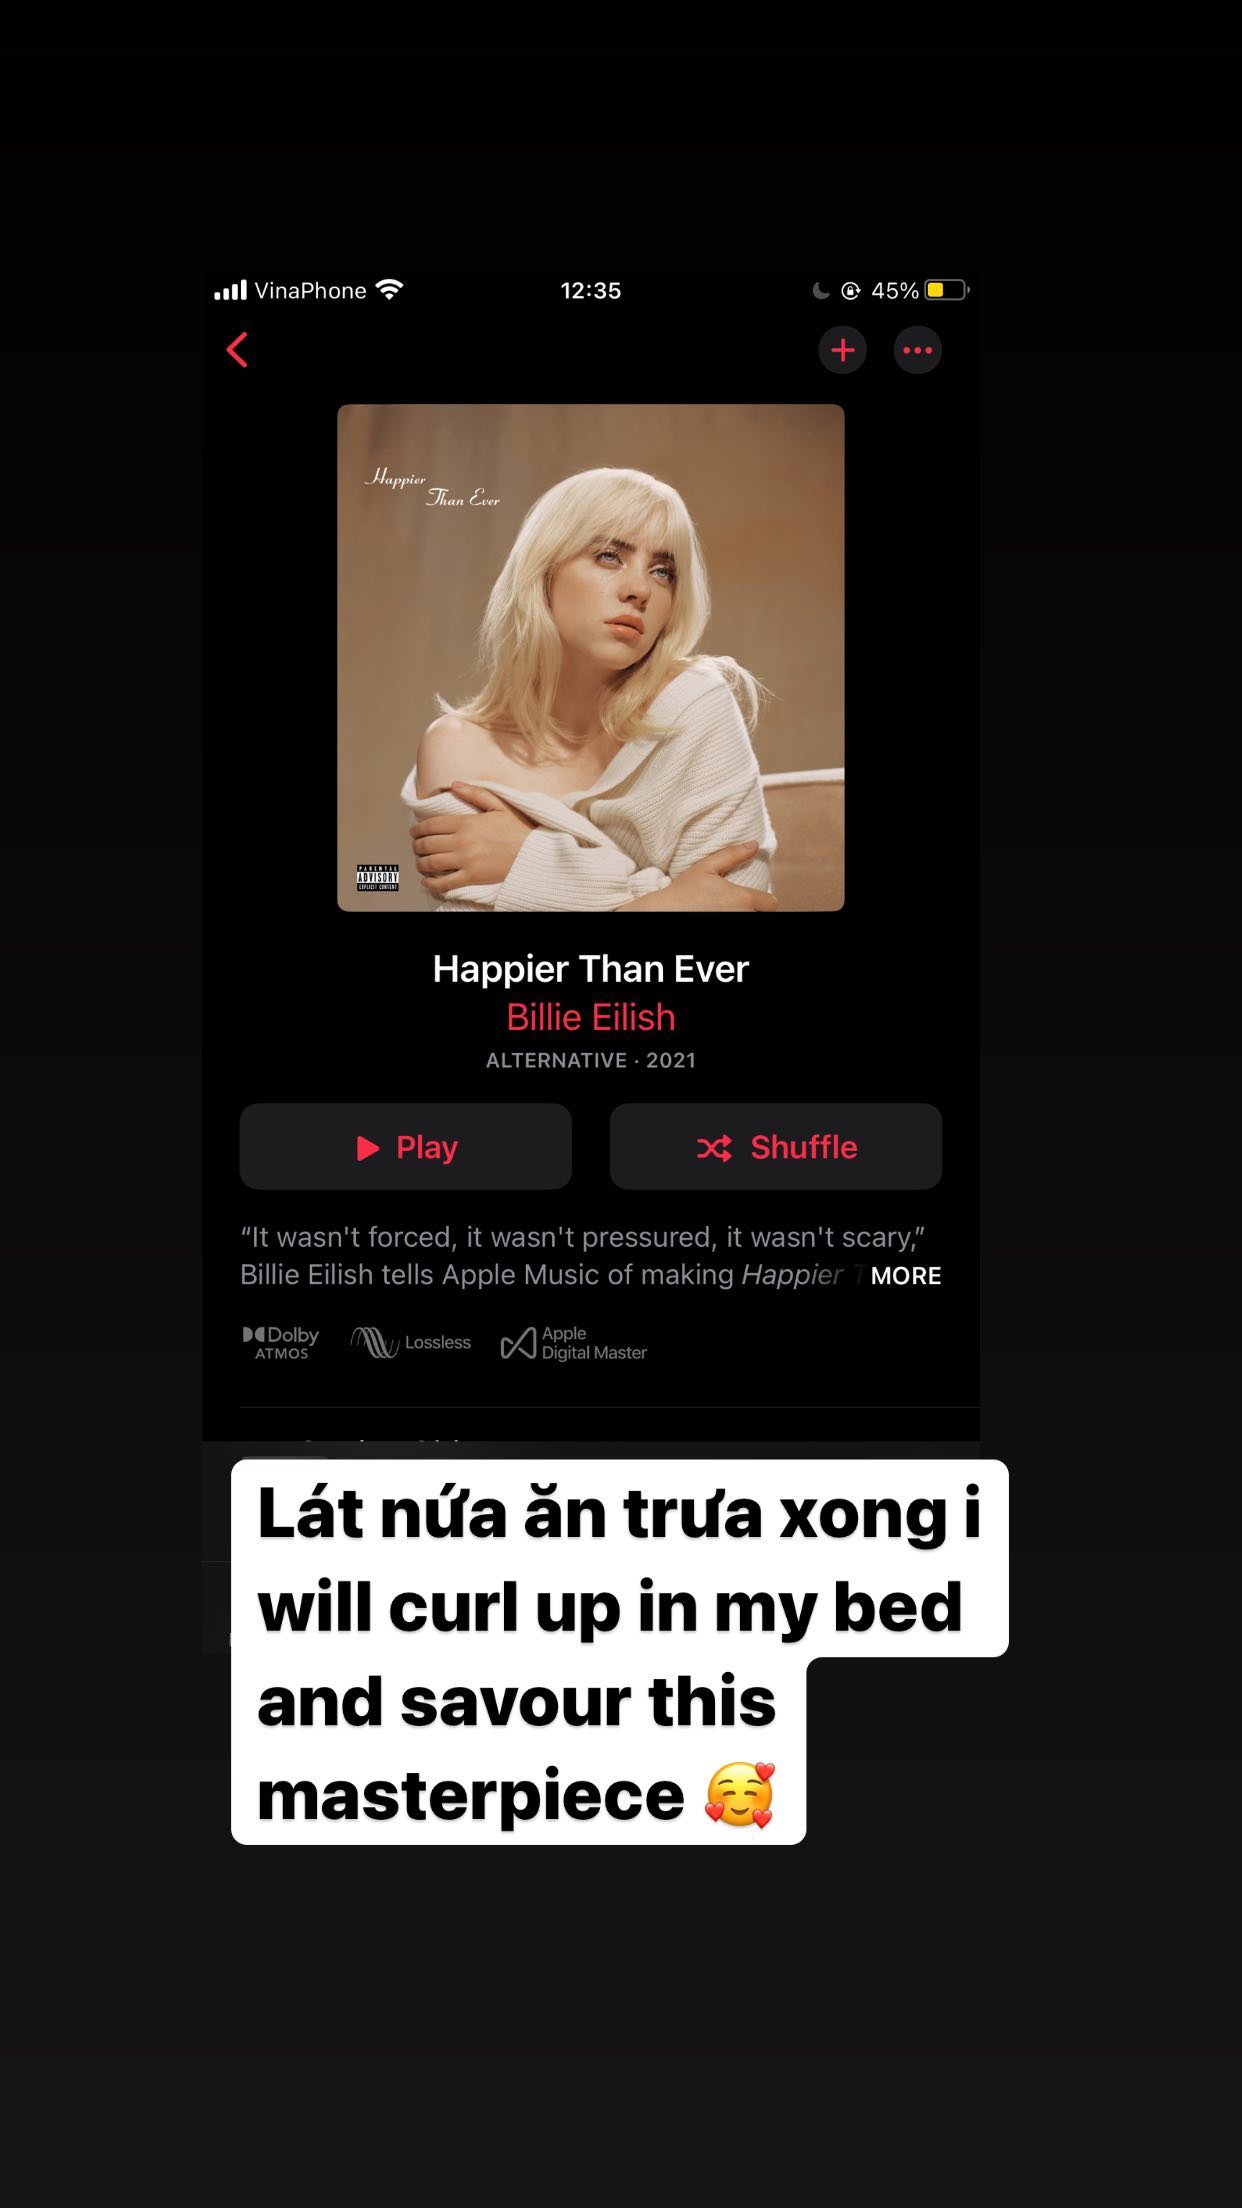 VinaPhone 12:35 45%
Happier
Than Ever
PARENTAL
ADVISORY
EXPLICIT CONTENT
Happier Than Ever
Billie Eilish
ALTERNATIVE · 2021
Play Shuffle
“It wasn't forced, it wasn't pressured, it wasn't scary,”
Billie Eilish tells Apple Music of making Happier T MORE
Dolby
ATMOS
Lossless
Apple
Digital Master
Lát nứa ăn trưa xong i
will curl up in my bed
and savour this
masterpiece 🥰